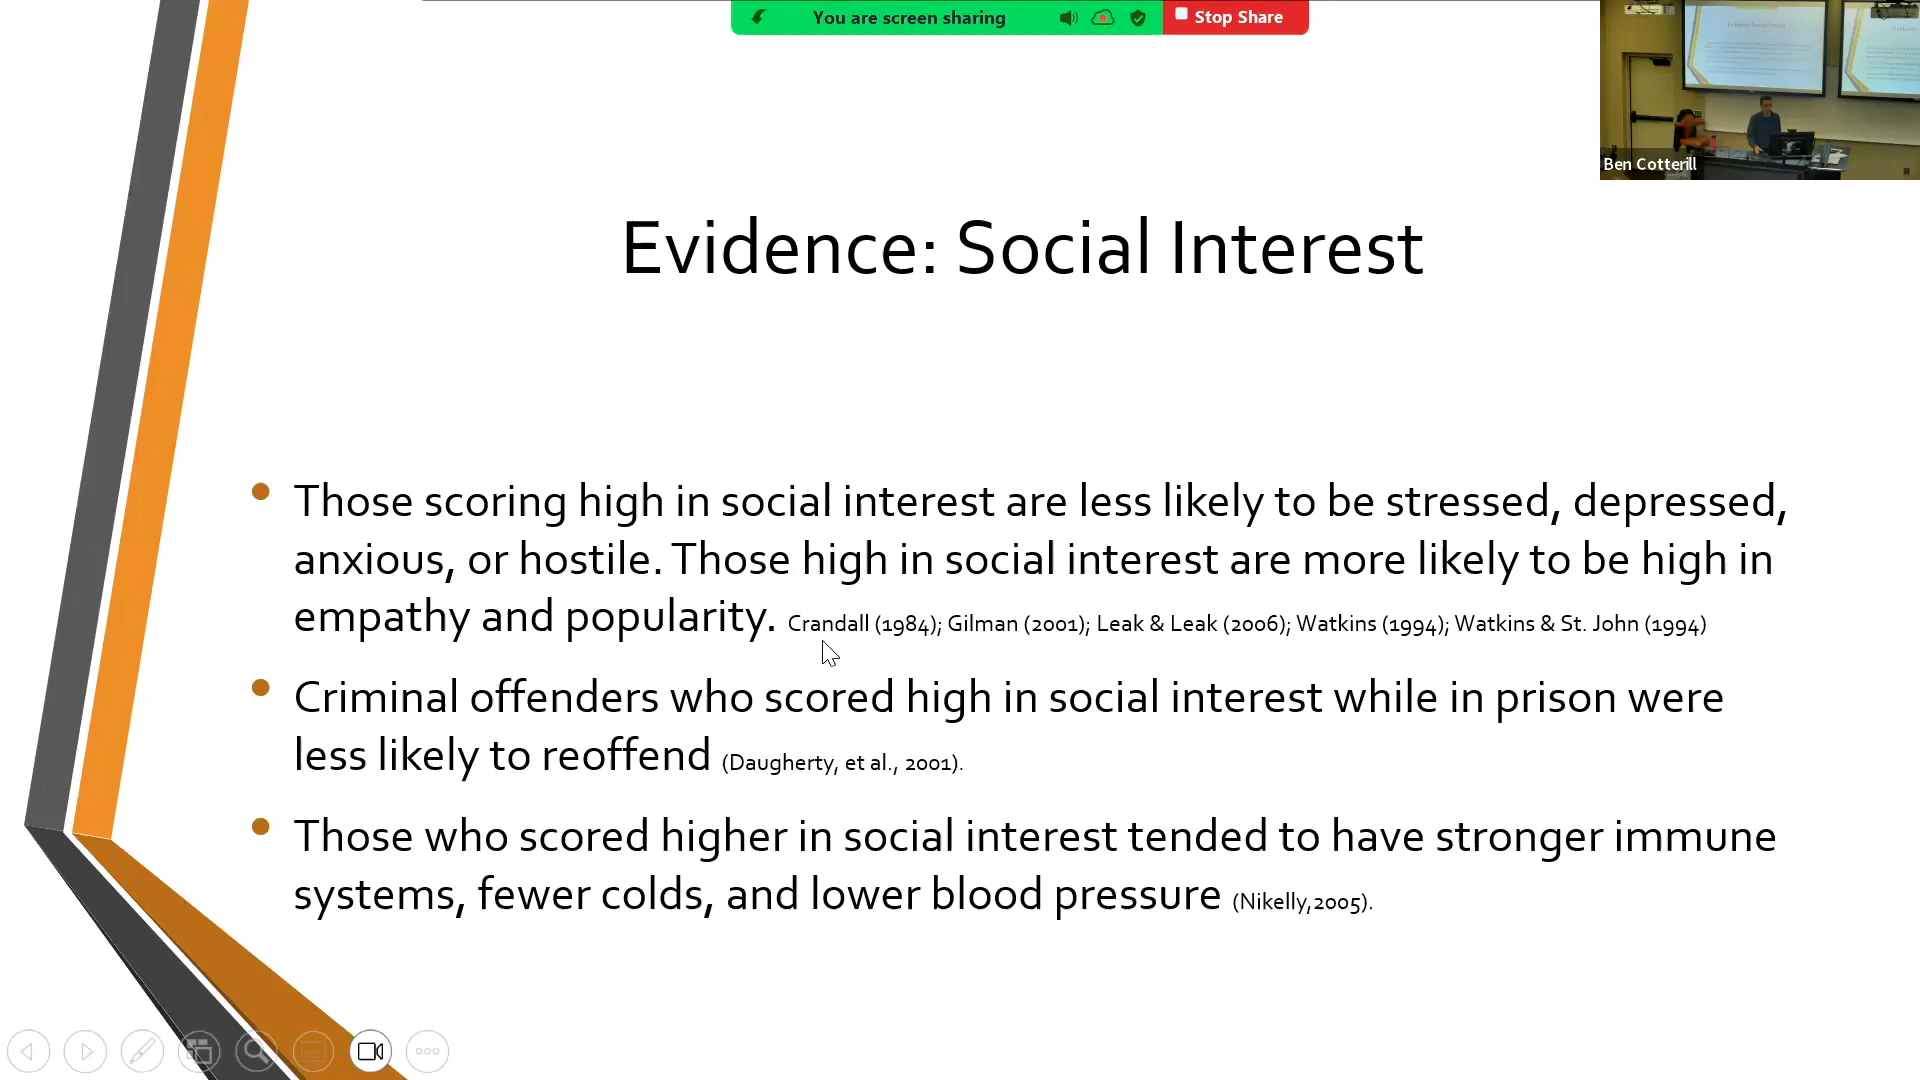 You are screen sharing
Stop Share
Ben Cotterill
Evidence: Social Interest
Those scoring high in social interest are less likely to be stressed, depressed,
anxious, or hostile. Those high in social interest are more likely to be high in
empathy and popularity. Crandall (1984); Gilman (2001); Leak & Leak (2006); Watkins (1994); Watkins & St. John (1994)
Criminal offenders who scored high in social interest while in prison were
less likely to reoffend (Daugherty, et al., 2001).
Those who scored higher in social interest tended to have stronger immune
systems, fewer colds, and lower blood pressure (Nikelly,2005).